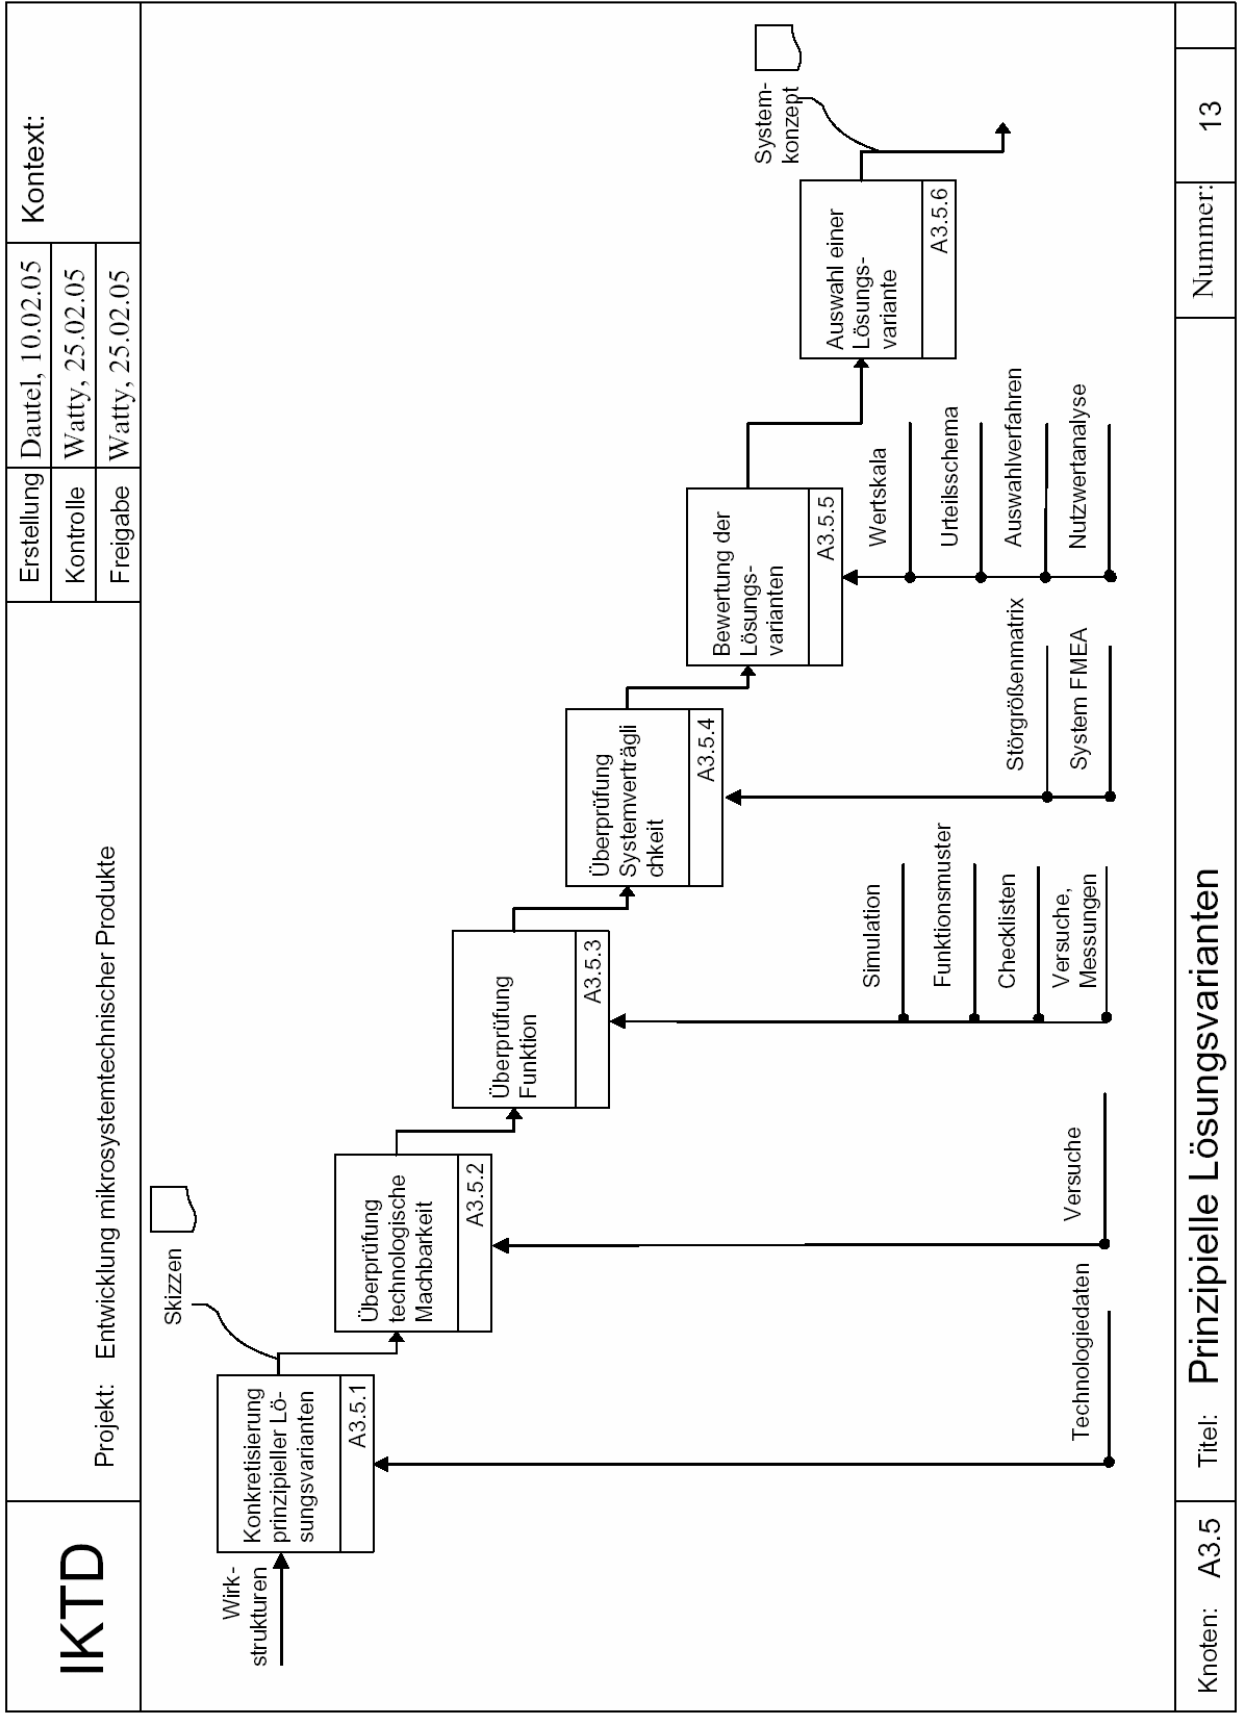 IKTD
Projekt: Entwicklung mikrosystemtechnischer Produkte
Erstellung Dautel, 10.02.05
Kontrolle Watty, 25.02.05
Freigabe Watty, 25.02.05
Kontext:
Wirk-
strukturen
Konkretisierung
prinzipieller Lö-
sungsvarianten
A3.5.1
Skizzen
Überprüfung
technologische
Machbarkeit
A3.5.2
Überprüfung
Funktion
A3.5.3
Überprüfung
Systemverträgli
chkeit
A3.5.4
Bewertung der
Lösungs-
varianten
A3.5.5
Auswahl einer
Lösungs-
variante
A3.5.6
System-
konzept
Technologiedaten
Versuche
Simulation
Funktionsmuster
Checklisten
Versuche,
Messungen
Störgrößenmatrix
System FMEA
Wertskala
Urteilsschema
Auswahlverfahren
Nutzwertanalyse
Knoten: A3.5
Titel: Prinzipielle Lösungsvarianten
Nummer: 13